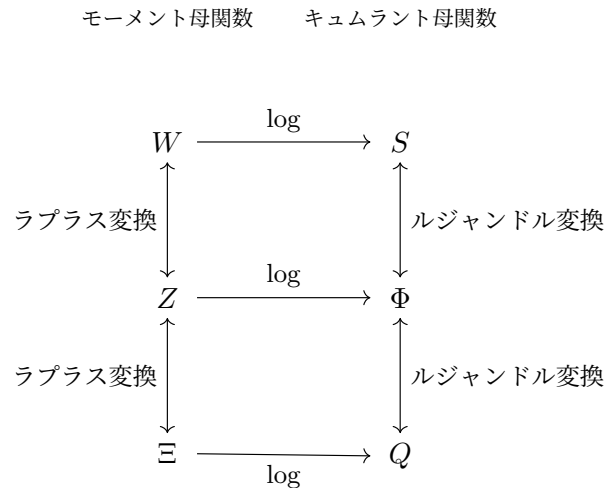 モーメント母関数 キュムラント母関数
W log S
ラプラス変換 ルジャンドル変換
Z log Φ
ラプラス変換 ルジャンドル変換
Ξ log Q